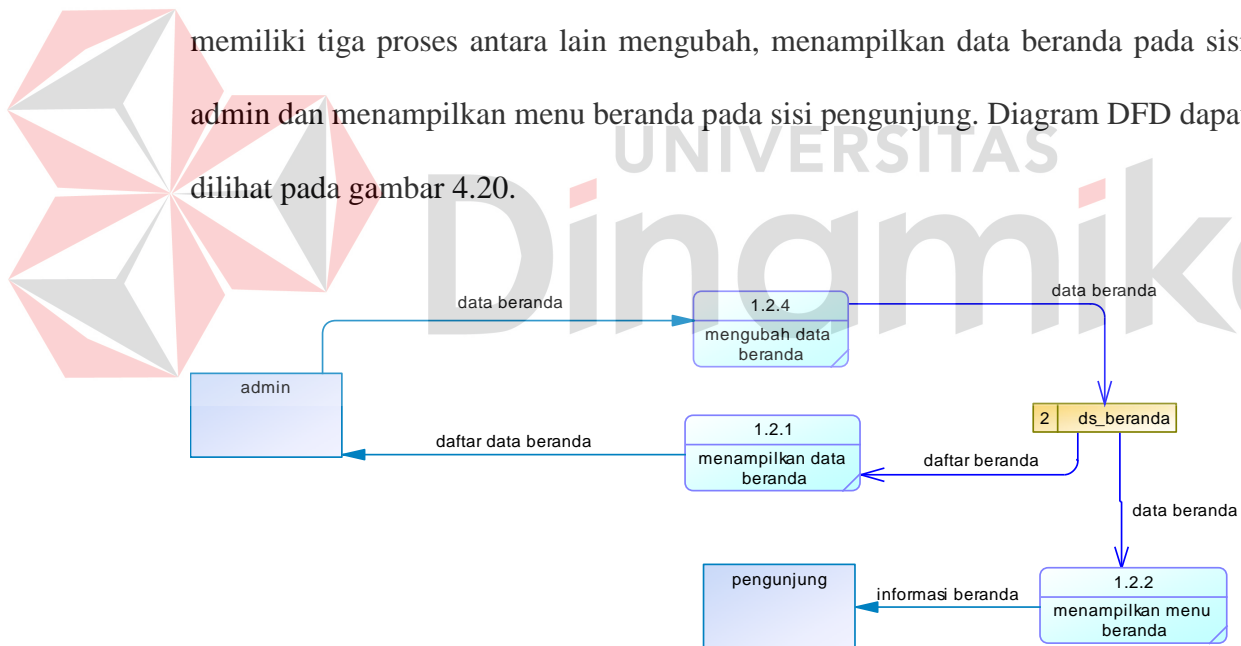 memiliki tiga proses antara lain mengubah, menampilkan data beranda pada sisi
admin dan menampilkan menu beranda pada sisi pengunjung. Diagram DFD dapa
dilihat pada gambar 4.20.
UNIVERSITAS
Dinamika
data beranda
1.2.4
mengubah data
beranda
data beranda
admin
2 ds_beranda
daftar data beranda
1.2.1
menampilkan data
beranda
daftar beranda
data beranda
pengunjung
informasi beranda
1.2.2
menampilkan menu
beranda